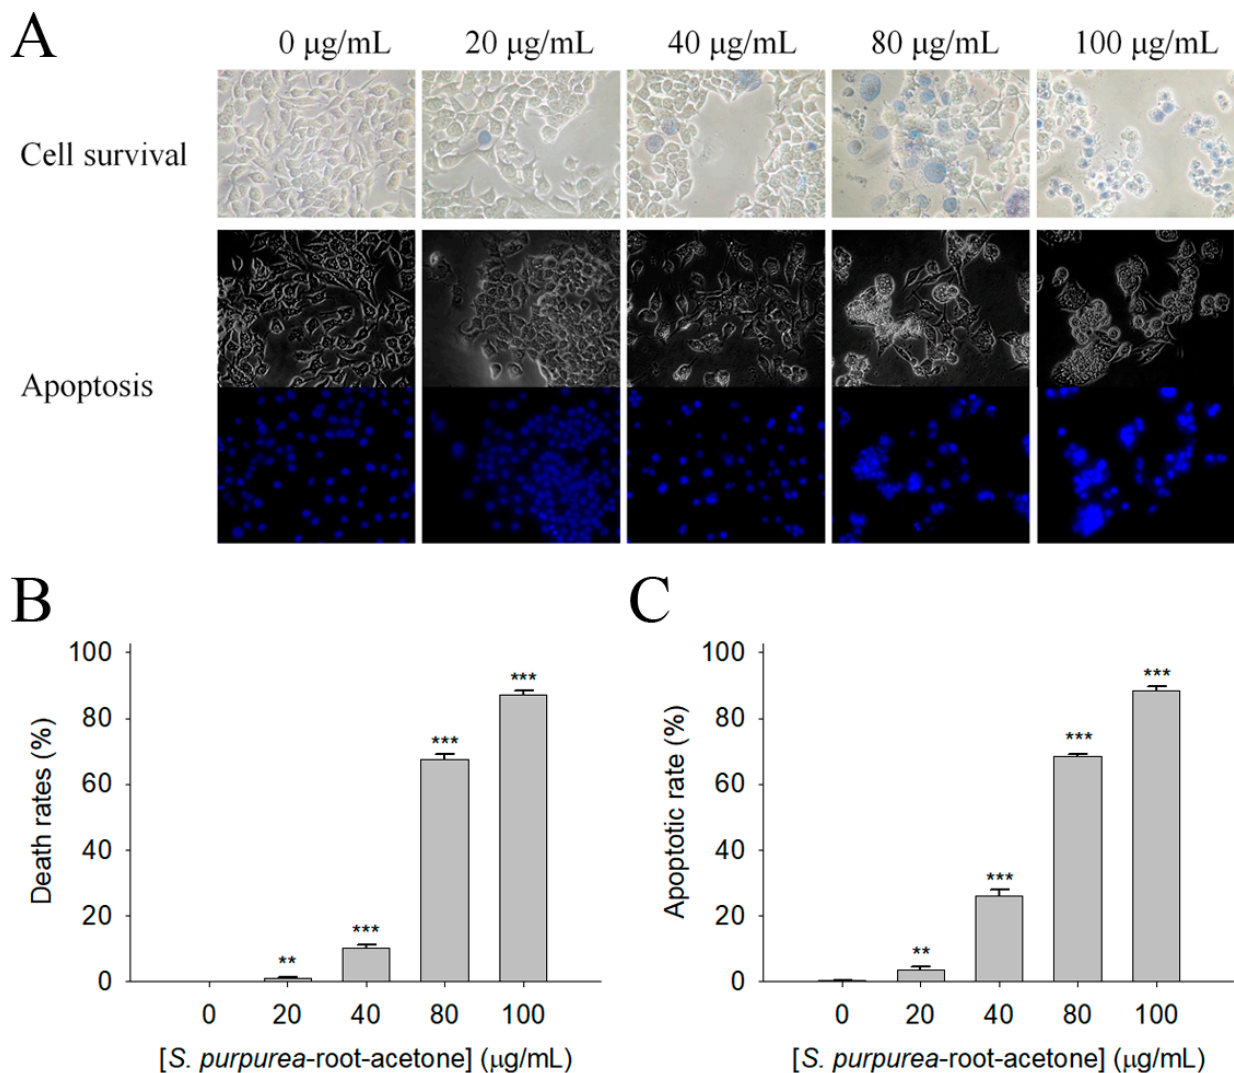 A
0 μg/mL 20 μg/mL 40 μg/mL 80 μg/mL 100 μg/mL
Cell survival
Apoptosis
B
100
80
60
40
20
0
Death rates (%)
**
***
***
***
0 20 40 80 100
[S. purpurea-root-acetone] (μg/mL)
C
100
80
60
40
20
0
Apoptotic rate (%)
**
***
***
***
0 20 40 80 100
[S. purpurea-root-acetone] (μg/mL)